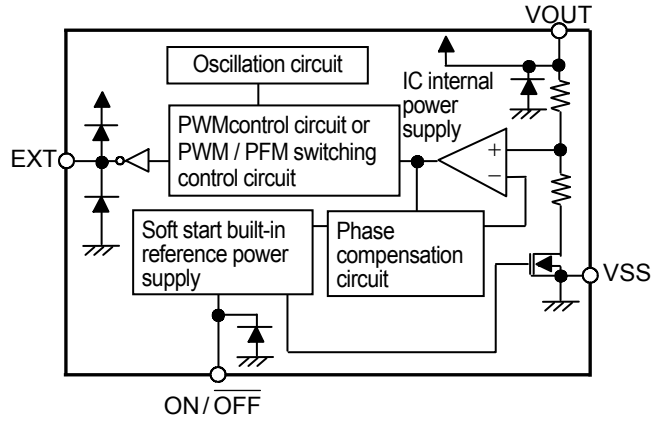 VOUT
Oscillation circuit
IC internal
power
supply
PWMcontrol circuit or
PWM / PFM switching
control circuit
EXT
+
−
Soft start built-in
reference power
supply
Phase
compensation
circuit
VSS
ON / OFF